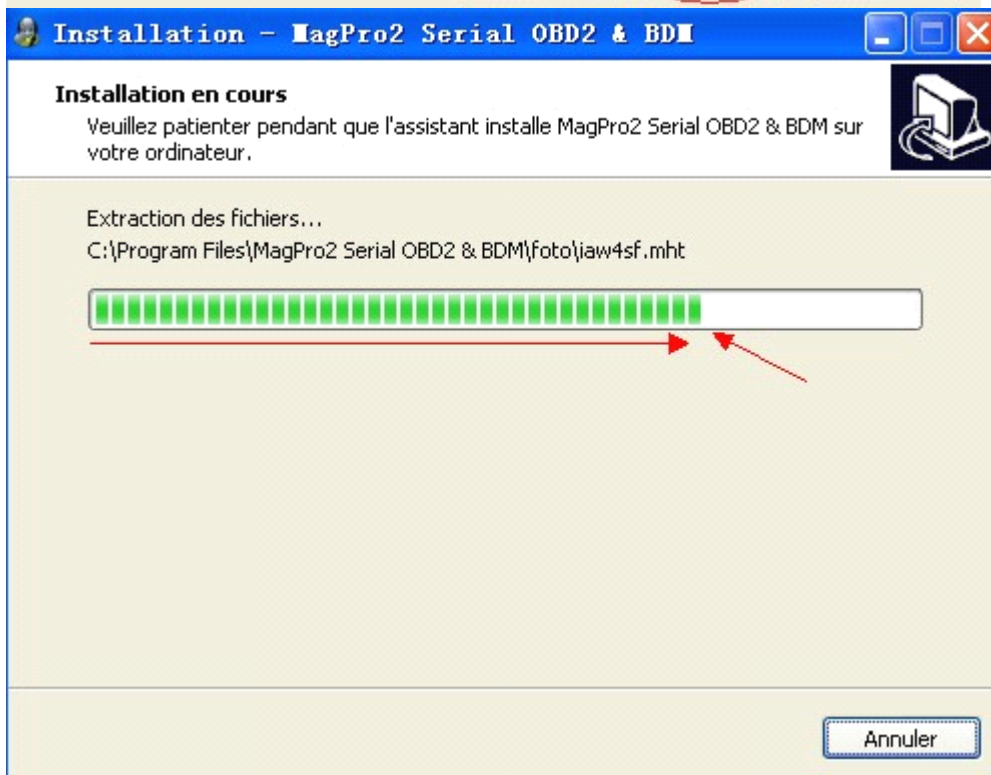 Installation - MagPro2 Serial OBD2 & BDM
Installation en cours
Veuillez patienter pendant que l'assistant installe MagPro2 Serial OBD2 & BDM sur
votre ordinateur.
Extraction des fichiers...
C:\Program Files\MagPro2 Serial OBD2 & BDM\foto\iaw4sf.mht
Annuler